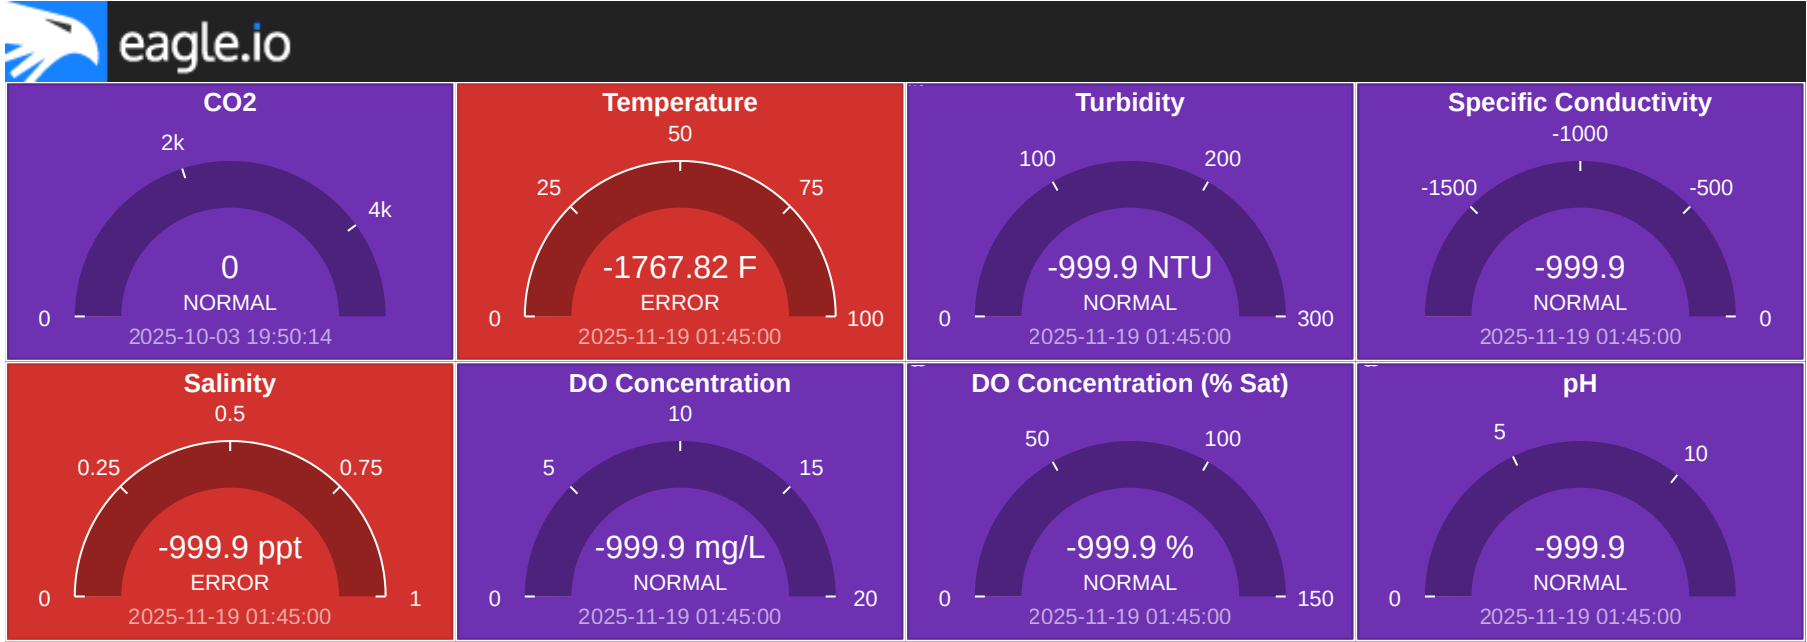 eagle.io
CO2
2k
4k
0
0
NORMAL
2025-10-03 19:50:14
Temperature
50
25
75
0
100
-1767.82 F
ERROR
2025-11-19 01:45:00
Turbidity
100
200
0
300
-999.9 NTU
NORMAL
2025-11-19 01:45:00
Specific Conductivity
-1000
-1500
-500
0
-999.9
NORMAL
2025-11-19 01:45:00
Salinity
0.5
0.25
0.75
0
1
-999.9 ppt
ERROR
2025-11-19 01:45:00
DO Concentration
10
5
15
0
20
-999.9 mg/L
NORMAL
2025-11-19 01:45:00
DO Concentration (% Sat)
50
100
0
150
-999.9 %
NORMAL
2025-11-19 01:45:00
pH
5
10
0
-999.9
NORMAL
2025-11-19 01:45:00